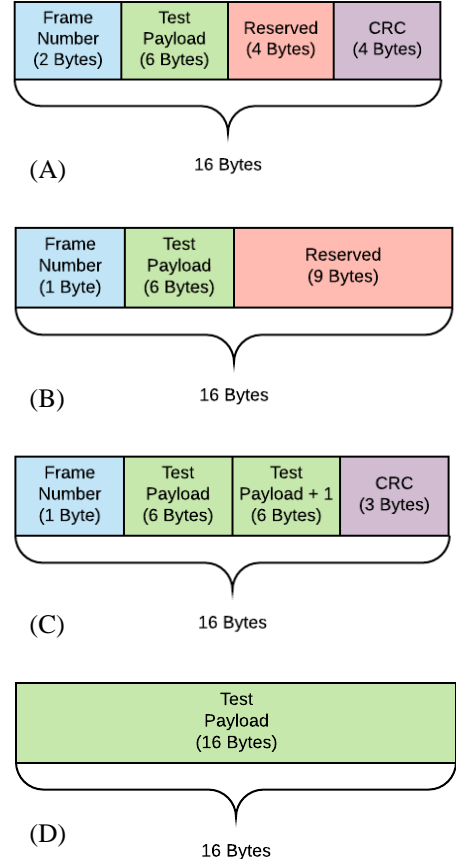 Frame Number (2 Bytes)
Test Payload (6 Bytes)
Reserved (4 Bytes)
CRC (4 Bytes)
16 Bytes
(A)
Frame Number (1 Byte)
Test Payload (6 Bytes)
Reserved (9 Bytes)
16 Bytes
(B)
Frame Number (1 Byte)
Test Payload (6 Bytes)
Test Payload + 1 (6 Bytes)
CRC (3 Bytes)
16 Bytes
(C)
Test Payload (16 Bytes)
16 Bytes
(D)